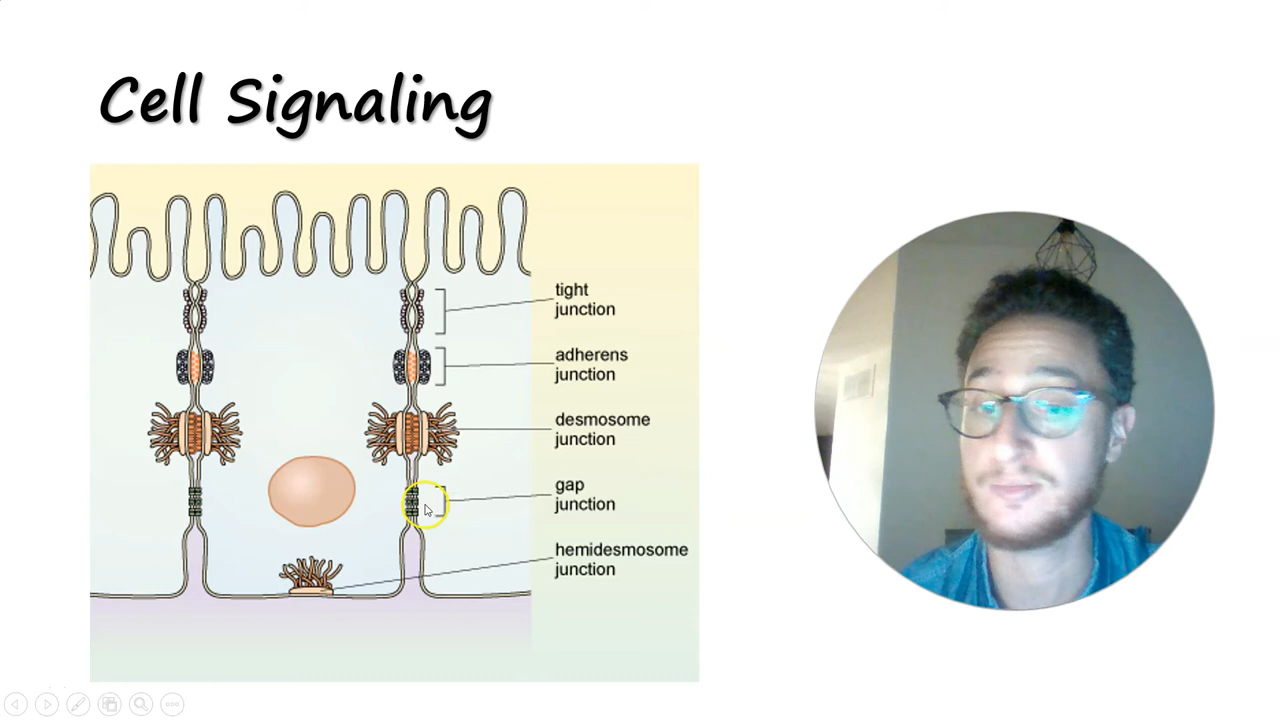 Cell Signaling
tight
junction
adherens
junction
desmosome
junction
gap
junction
hemidesmosome
junction